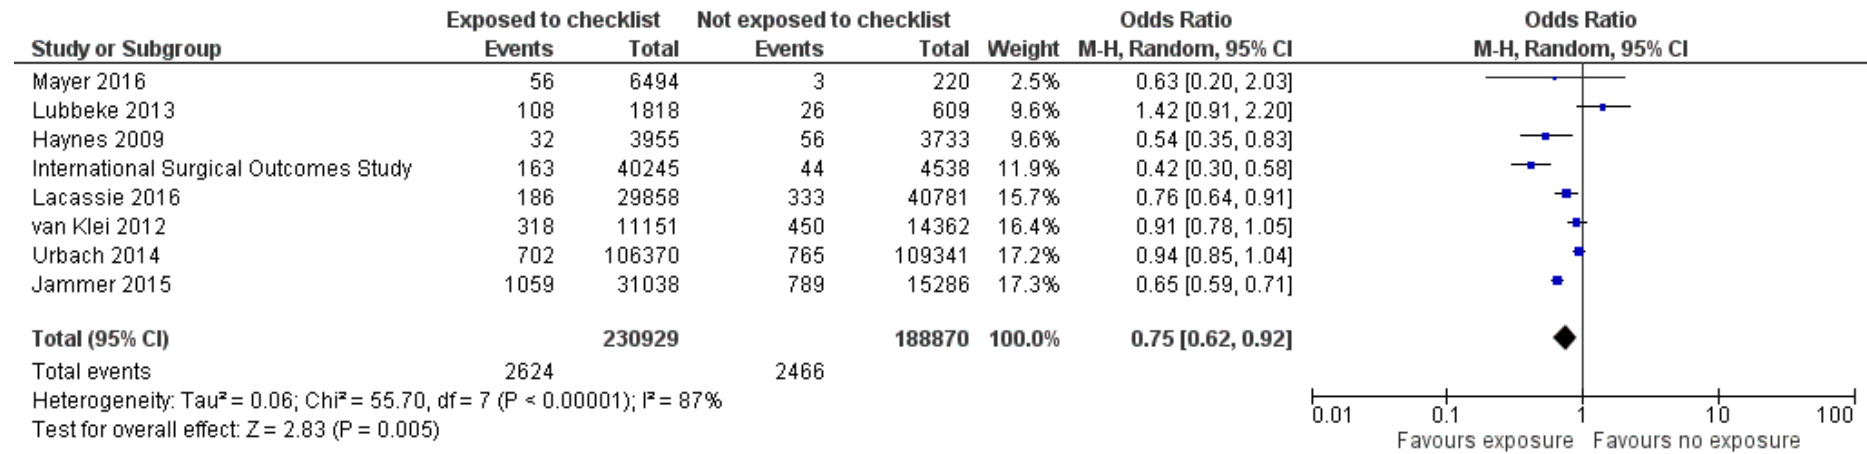 Exposed to checklist Not exposed to checklist Odds Ratio Odds Ratio
Study or Subgroup Events Total Events Total Weight M-H, Random, 95% CI M-H, Random, 95% CI
Mayer 2016 56 6494 3 220 2.5% 0.63 [0.20, 2.03]
Lubbeke 2013 108 1818 26 609 9.6% 1.42 [0.91, 2.20]
Haynes 2009 32 3955 56 3733 9.6% 0.54 [0.35, 0.83]
International Surgical Outcomes Study 163 40245 44 4538 11.9% 0.42 [0.30, 0.58]
Lacassie 2016 186 29858 333 40781 15.7% 0.76 [0.64, 0.91]
van Klei 2012 318 11151 450 14362 16.4% 0.91 [0.78, 1.05]
Urbach 2014 702 106370 765 109341 17.2% 0.94 [0.85, 1.04]
Jammer 2015 1059 31038 789 15286 17.3% 0.65 [0.59, 0.71]
Total (95% CI) 230929 188870 100.0% 0.75 [0.62, 0.92]
Total events 2624 2466
Heterogeneity: Tau² = 0.06; Chi² = 55.70, df = 7 (P < 0.00001); I² = 87%
Test for overall effect: Z = 2.83 (P = 0.005)
0.01 0.1 1 10 100
Favours exposure Favours no exposure